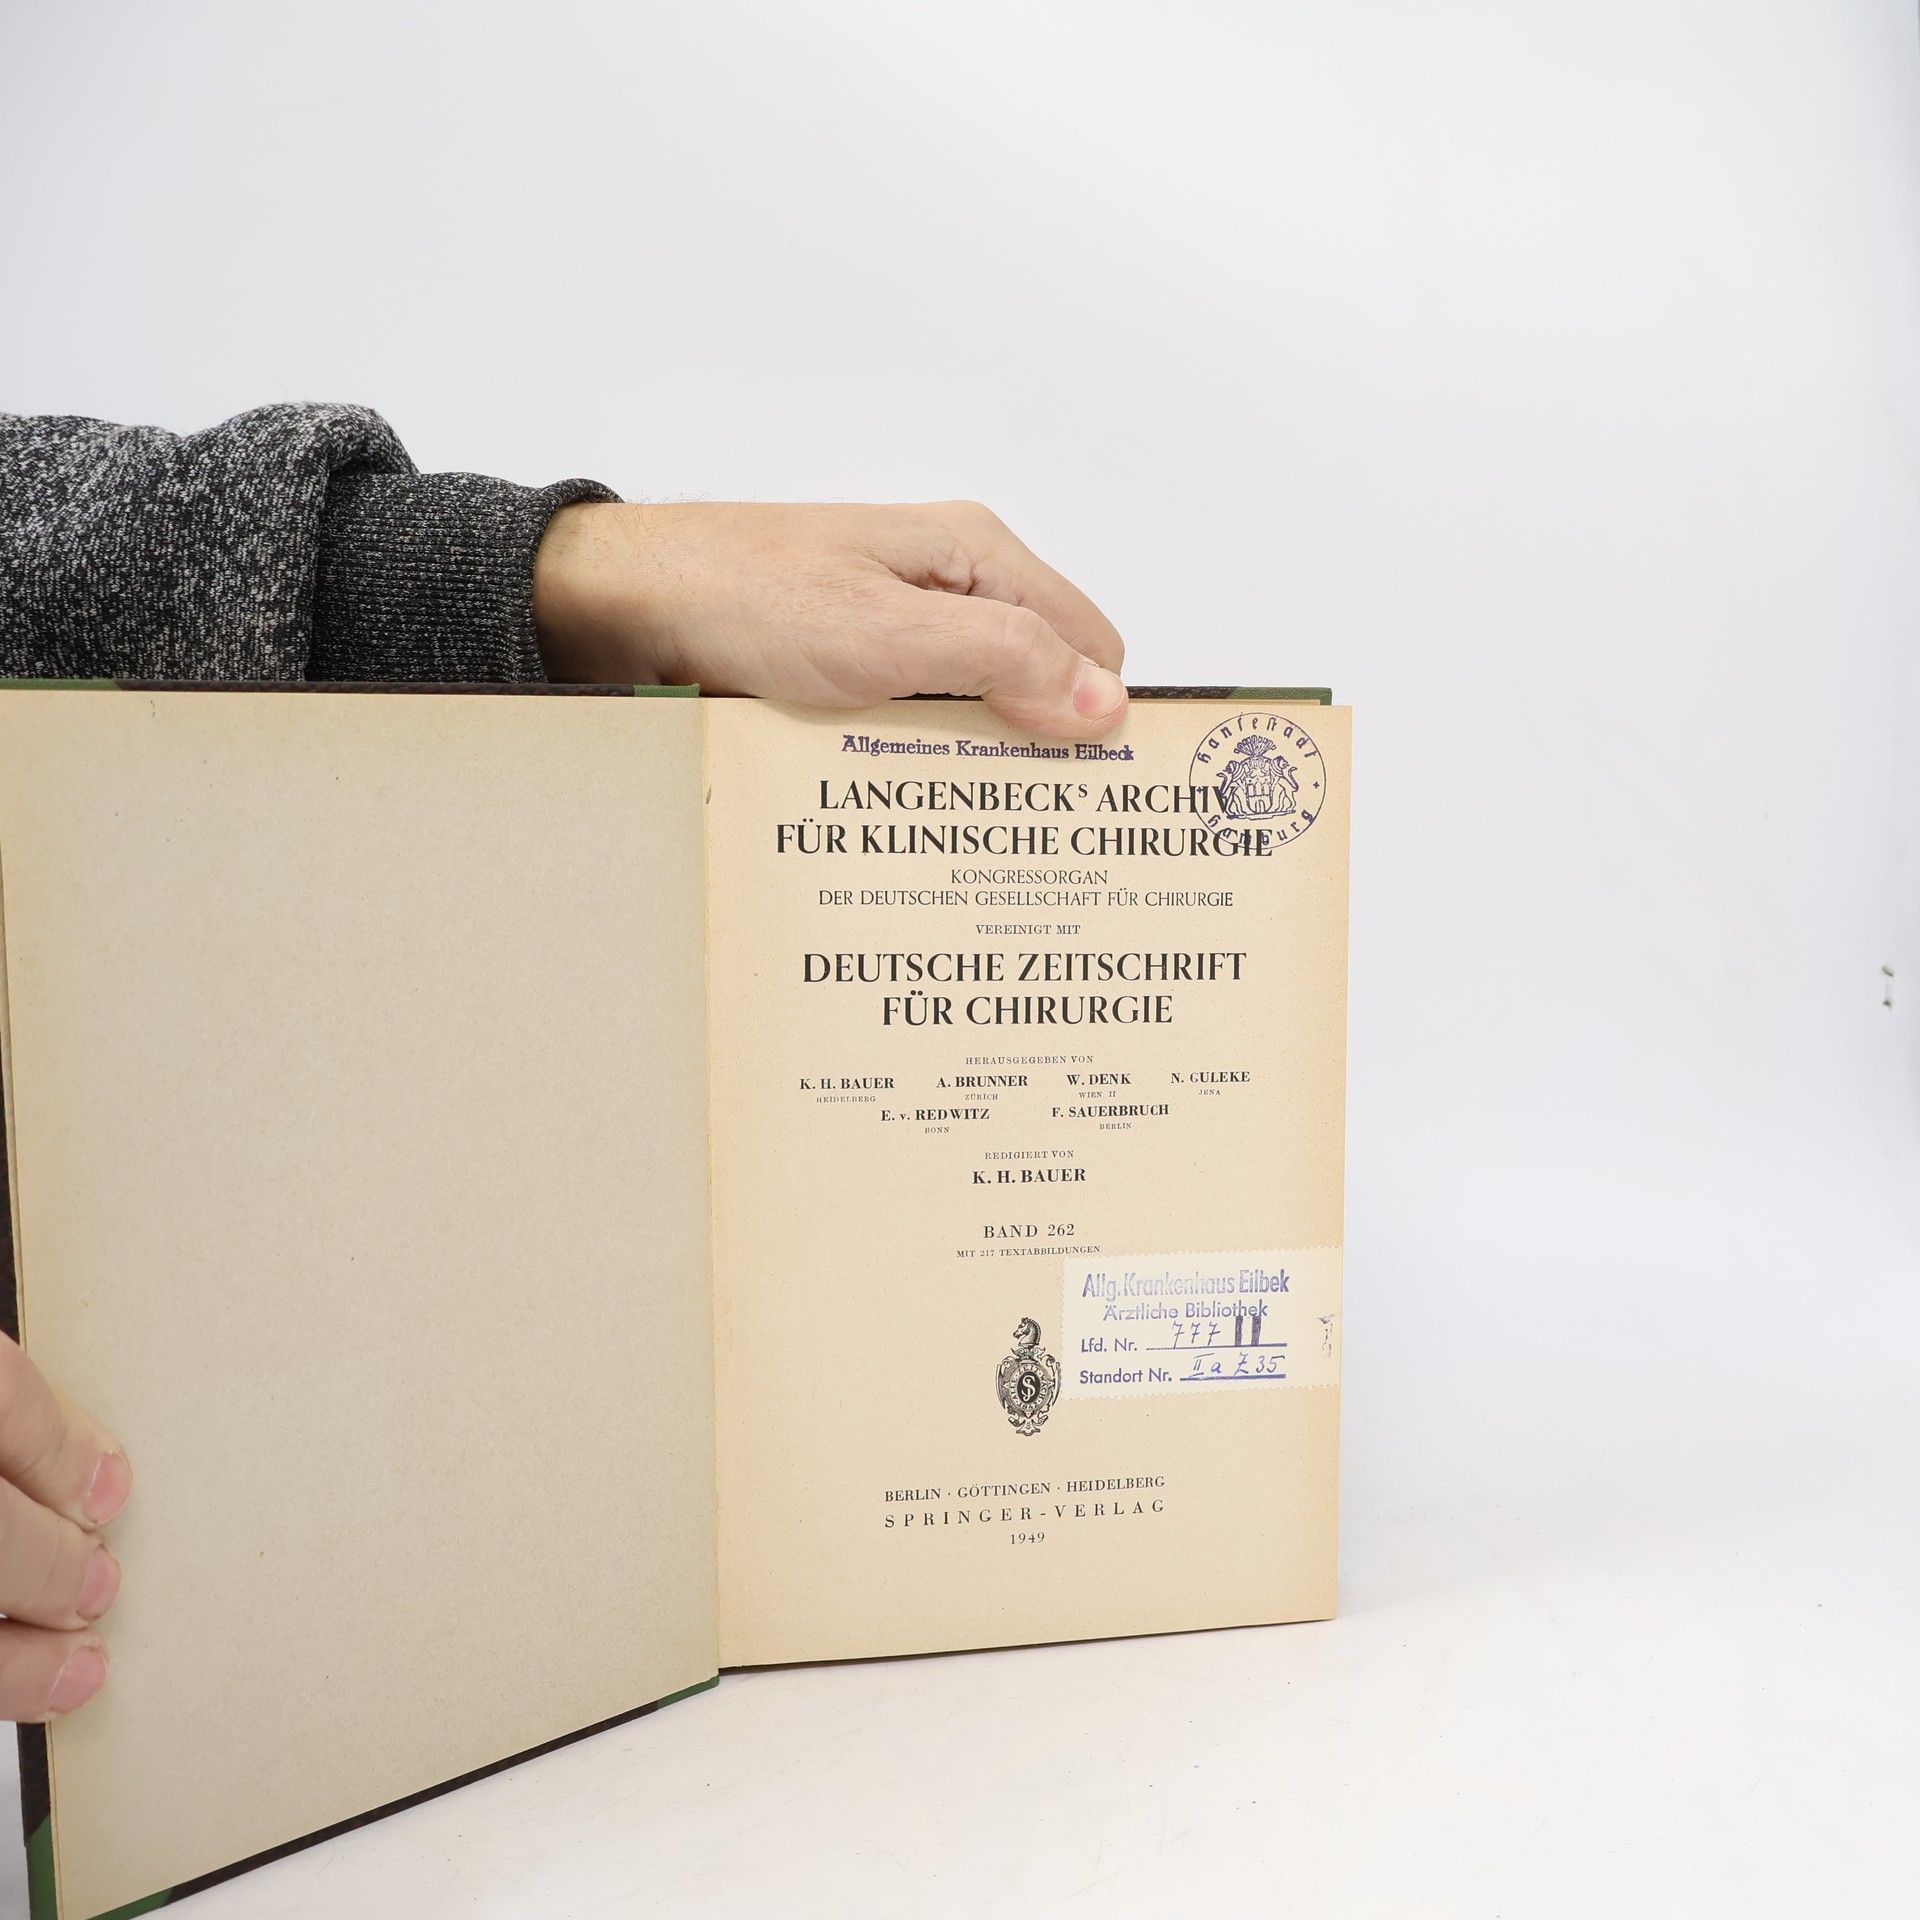 Allgemeines Krankenhaus Eilbeck
Hansestadt Hamburg
LANGENBECKˢ ARCHIV
FÜR KLINISCHE CHIRURGIE
KONGRESSORGAN
DER DEUTSCHEN GESELLSCHAFT FÜR CHIRURGIE
VEREINIGT MIT
DEUTSCHE ZEITSCHRIFT
FÜR CHIRURGIE
HERAUSGEGEBEN VON
K. H. BAUER A. BRUNNER W. DENK N. GULEKE
HEIDELBERG ZÜRICH WIEN II JENA
E. v. REDWITZ F. SAUERBRUCH
BONN BERLIN
REDIGIERT VON
K. H. BAUER
BAND 262
MIT 217 TEXTABBILDUNGEN
Allg. Krankenhaus Eilbek
Ärztliche Bibliothek
Lfd. Nr. 777 II
Standort Nr. II a Z 35
BERLIN · GÖTTINGEN · HEIDELBERG
SPRINGER-VERLAG
1949